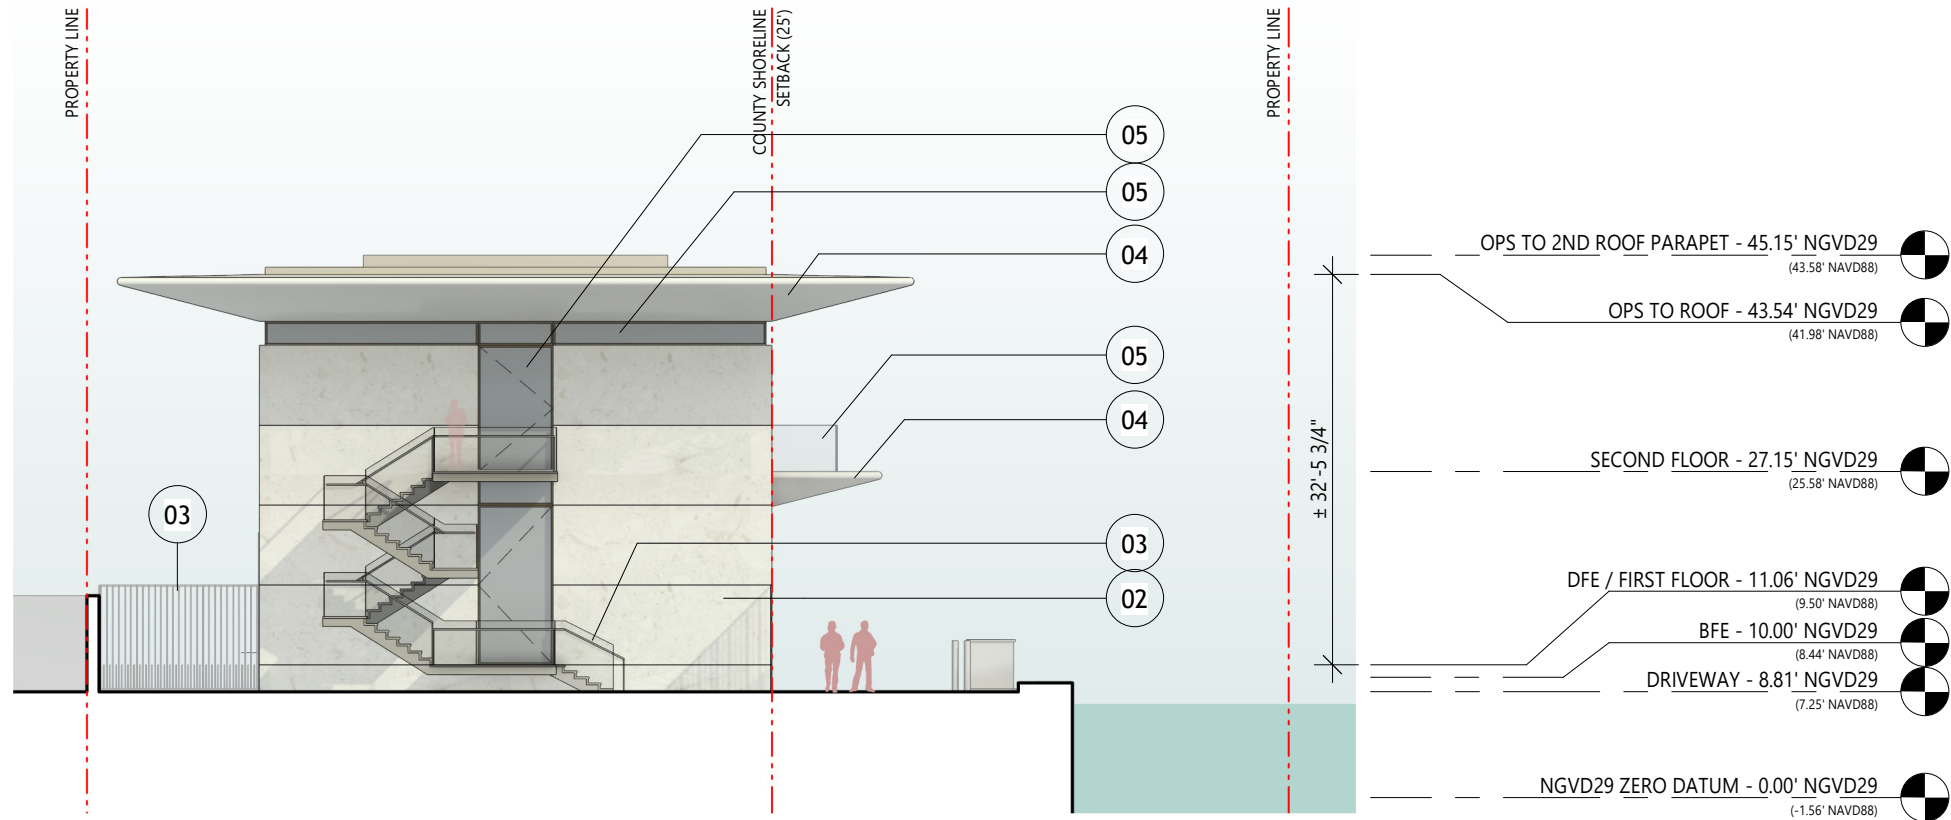 PROPERTY LINE
COUNTY SHORELINE
SETBACK (25')
PROPERTY LINE
05
05
04
05
04
03
03
02
± 32'-5 3/4"
OPS TO 2ND ROOF PARAPET - 45.15' NGVD29
(43.58' NAVD88)
OPS TO ROOF - 43.54' NGVD29
(41.98' NAVD88)
SECOND FLOOR - 27.15' NGVD29
(25.58' NAVD88)
DFE / FIRST FLOOR - 11.06' NGVD29
(9.50' NAVD88)
BFE - 10.00' NGVD29
(8.44' NAVD88)
DRIVEWAY - 8.81' NGVD29
(7.25' NAVD88)
NGVD29 ZERO DATUM - 0.00' NGVD29
(-1.56' NAVD88)